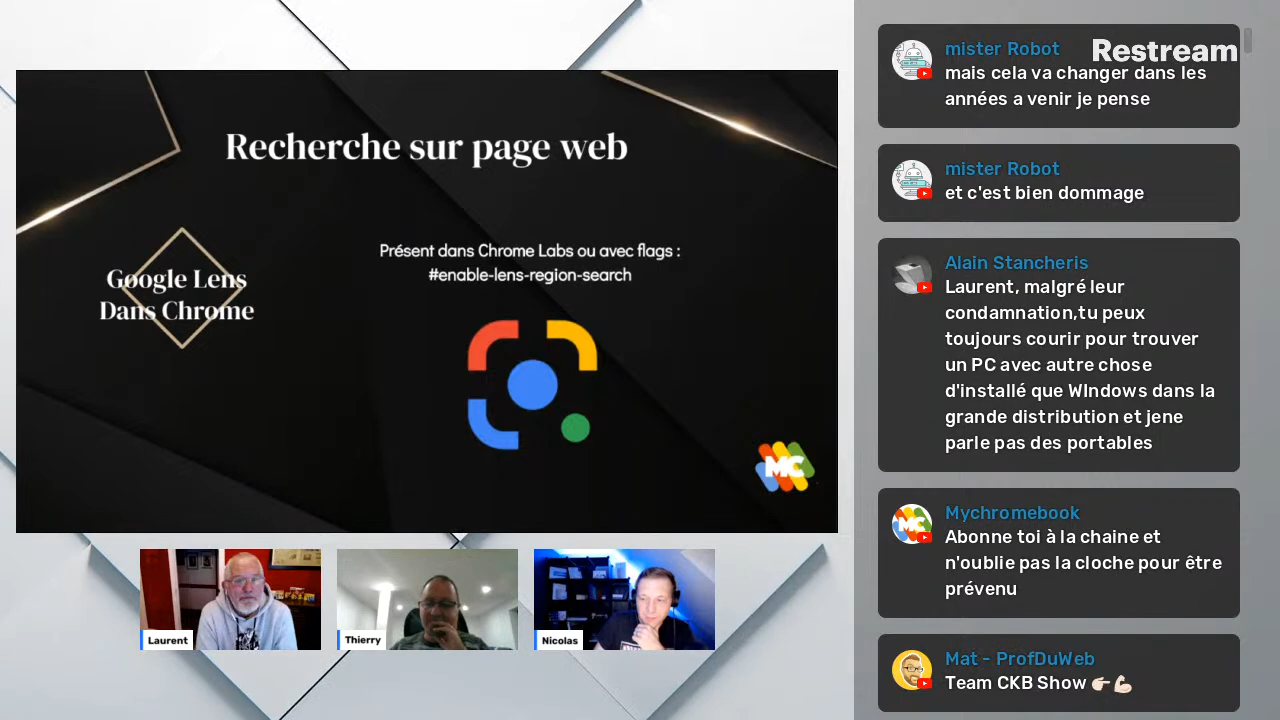 Recherche sur page web
Google Lens
Dans Chrome
Présent dans Chrome Labs ou avec flags :
#enable-lens-region-search
MC
Laurent
Thierry
Nicolas
Restream
mister Robot
mais cela va changer dans les
années a venir je pense
mister Robot
et c'est bien dommage
Alain Stancheris
Laurent, malgré leur
condamnation,tu peux
toujours courir pour trouver
un PC avec autre chose
d'installé que WIndows dans la
grande distribution et jene
parle pas des portables
MC
Mychromebook
Abonne toi à la chaine et
n'oublie pas la cloche pour être
prévenu
Mat - ProfDuWeb
Team CKB Show 👉🏻💪🏻